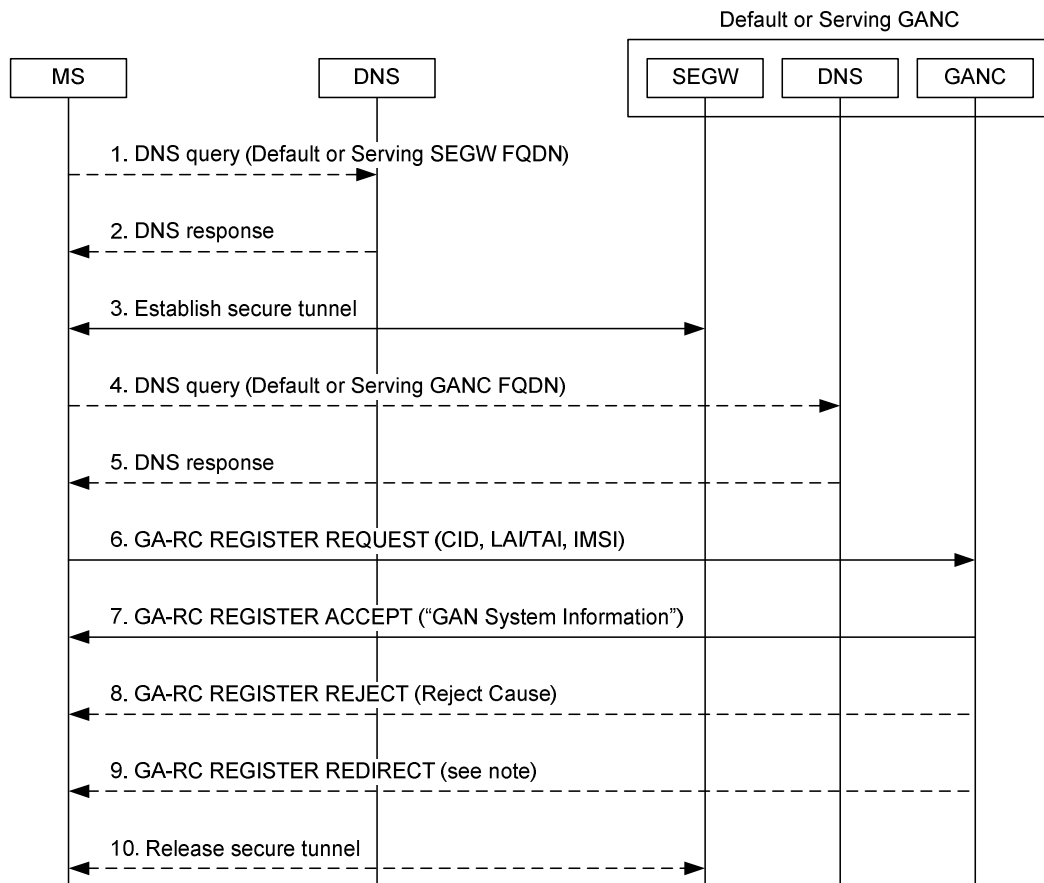 Default or Serving GANC
MS
DNS
SEGW
DNS
GANC
1. DNS query (Default or Serving SEGW FQDN)
2. DNS response
3. Establish secure tunnel
4. DNS query (Default or Serving GANC FQDN)
5. DNS response
6. GA-RC REGISTER REQUEST (CID, LAI/TAI, IMSI)
7. GA-RC REGISTER ACCEPT (“GAN System Information”)
8. GA-RC REGISTER REJECT (Reject Cause)
9. GA-RC REGISTER REDIRECT (see note)
10. Release secure tunnel